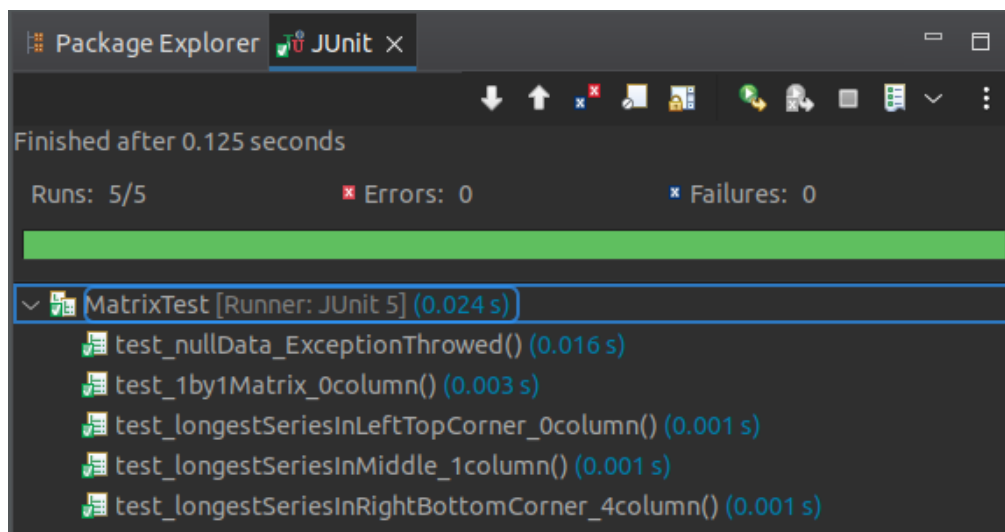 Package Explorer JUnit
Finished after 0.125 seconds
Runs: 5/5 Errors: 0 Failures: 0
MatrixTest [Runner: JUnit 5] (0.024 s)
test_nullData_ExceptionThrowed() (0.016 s)
test_1by1Matrix_0column() (0.003 s)
test_longestSeriesInLeftTopCorner_0column() (0.001 s)
test_longestSeriesInMiddle_1column() (0.001 s)
test_longestSeriesInRightBottomCorner_4column() (0.001 s)